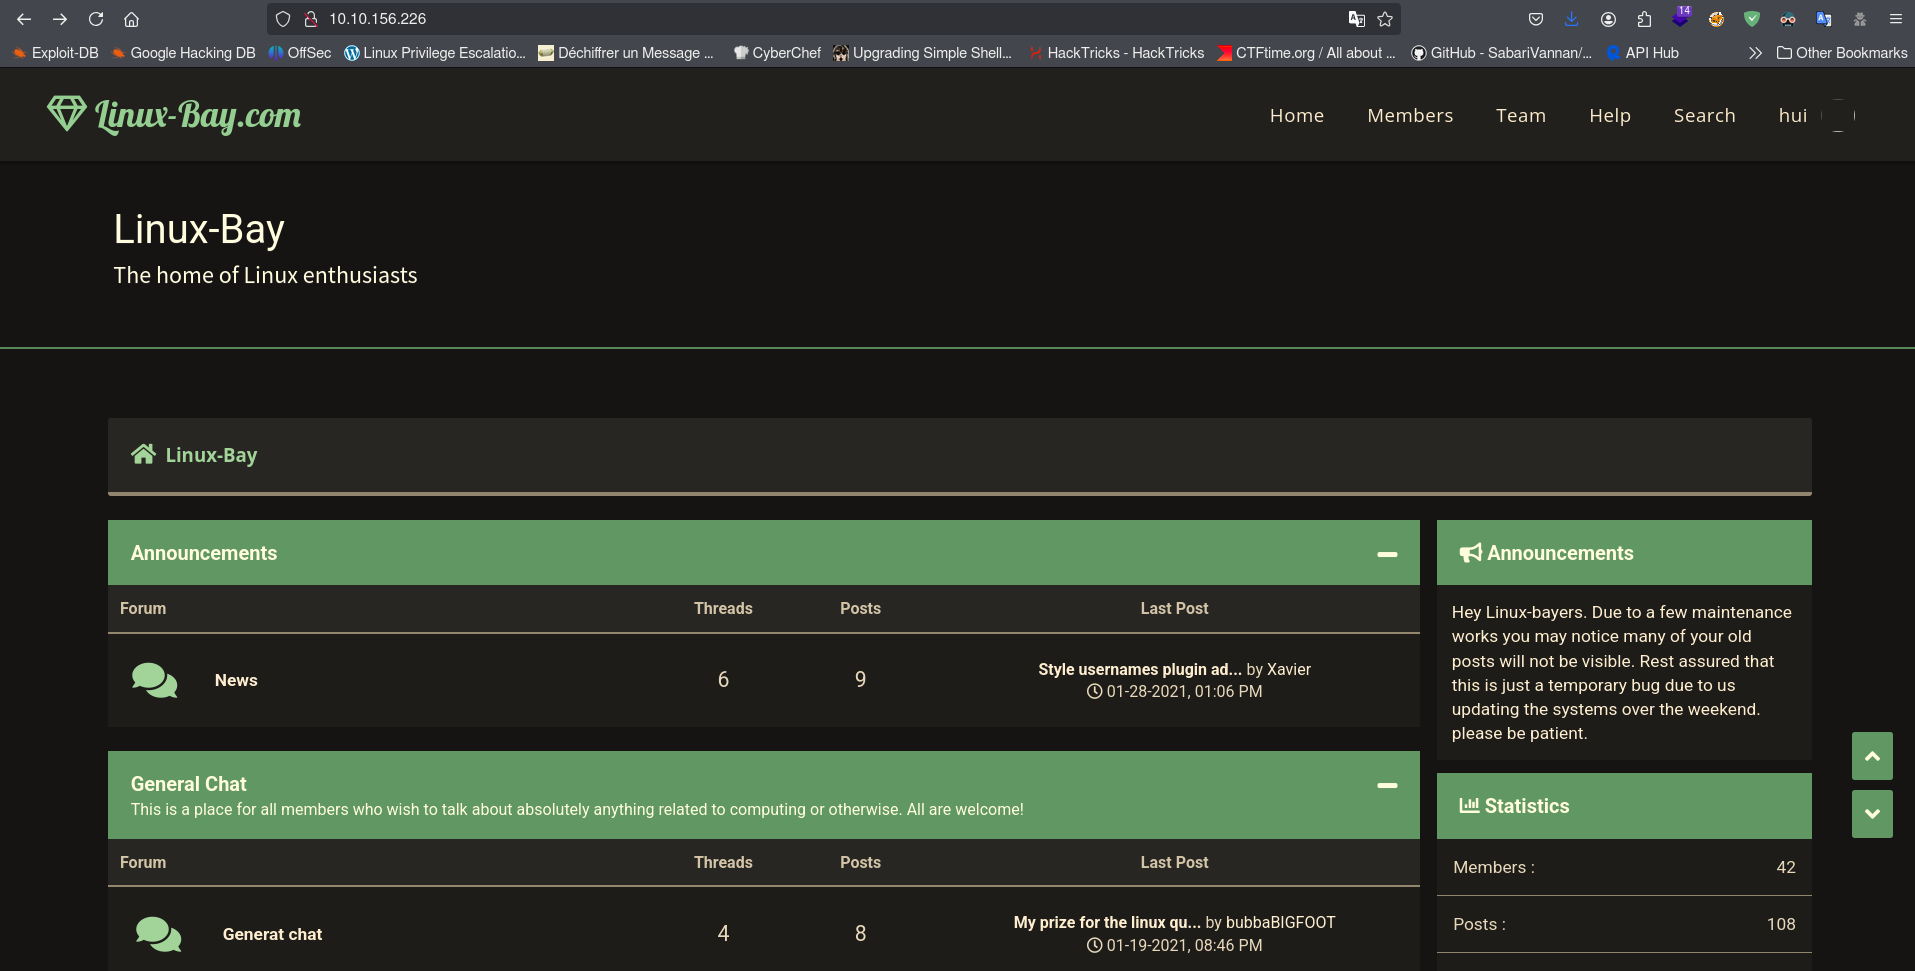 10.10.156.226
14
Exploit-DB Google Hacking DB OffSec Linux Privilege Escalatio... Déchiffrer un Message ... CyberChef Upgrading Simple Shell... HackTricks - HackTricks CTFtime.org / All about ... GitHub - SabariVannan/... API Hub Other Bookmarks
Linux-Bay.com
Home Members Team Help Search hui
Linux-Bay
The home of Linux enthusiasts
Linux-Bay
Announcements
Forum Threads Posts Last Post
News 6 9 Style usernames plugin ad... by Xavier
01-28-2021, 01:06 PM
General Chat
This is a place for all members who wish to talk about absolutely anything related to computing or otherwise. All are welcome!
Forum Threads Posts Last Post
Generat chat 4 8 My prize for the linux qu... by bubbaBIGFOOT
01-19-2021, 08:46 PM
Announcements
Hey Linux-bayers. Due to a few maintenance
works you may notice many of your old
posts will not be visible. Rest assured that
this is just a temporary bug due to us
updating the systems over the weekend.
please be patient.
Statistics
Members : 42
Posts : 108